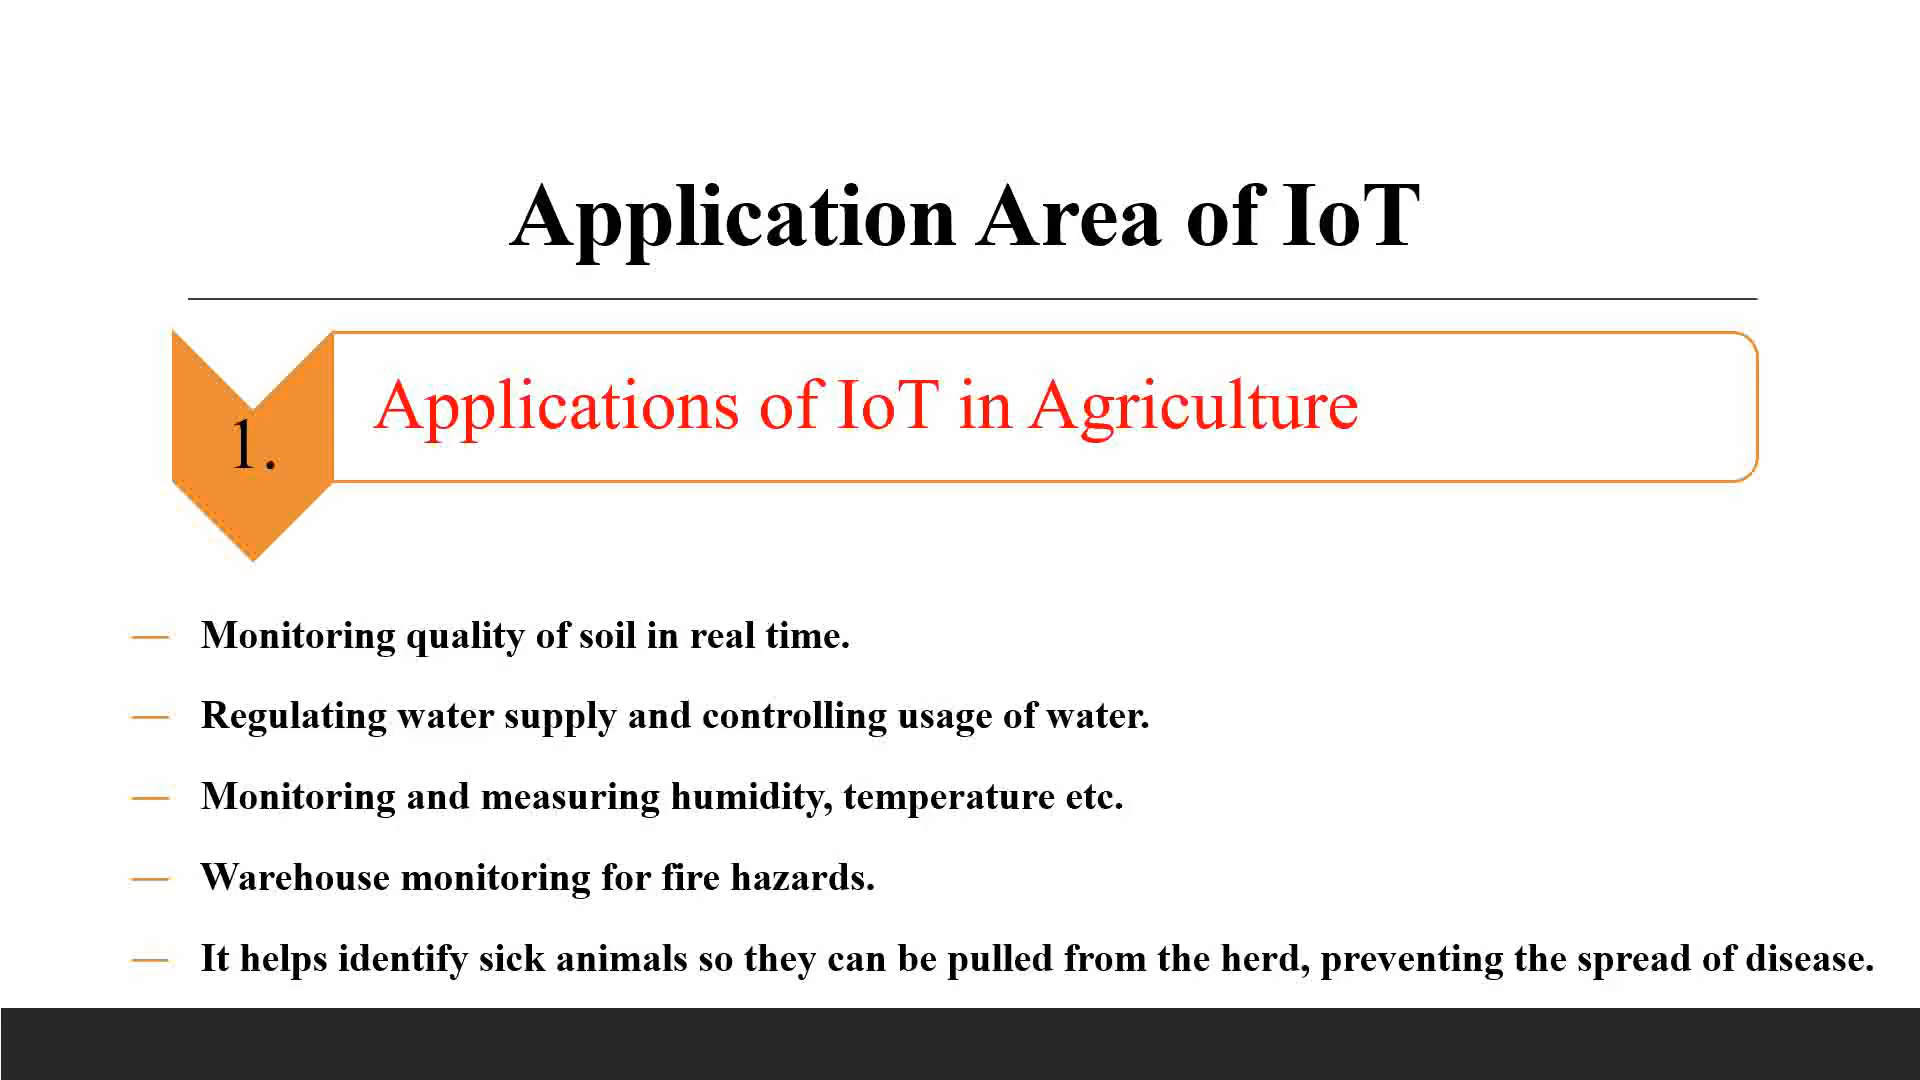 Application Area of IoT
1.
Applications of IoT in Agriculture
— Monitoring quality of soil in real time.
— Regulating water supply and controlling usage of water.
— Monitoring and measuring humidity, temperature etc.
— Warehouse monitoring for fire hazards.
— It helps identify sick animals so they can be pulled from the herd, preventing the spread of disease.